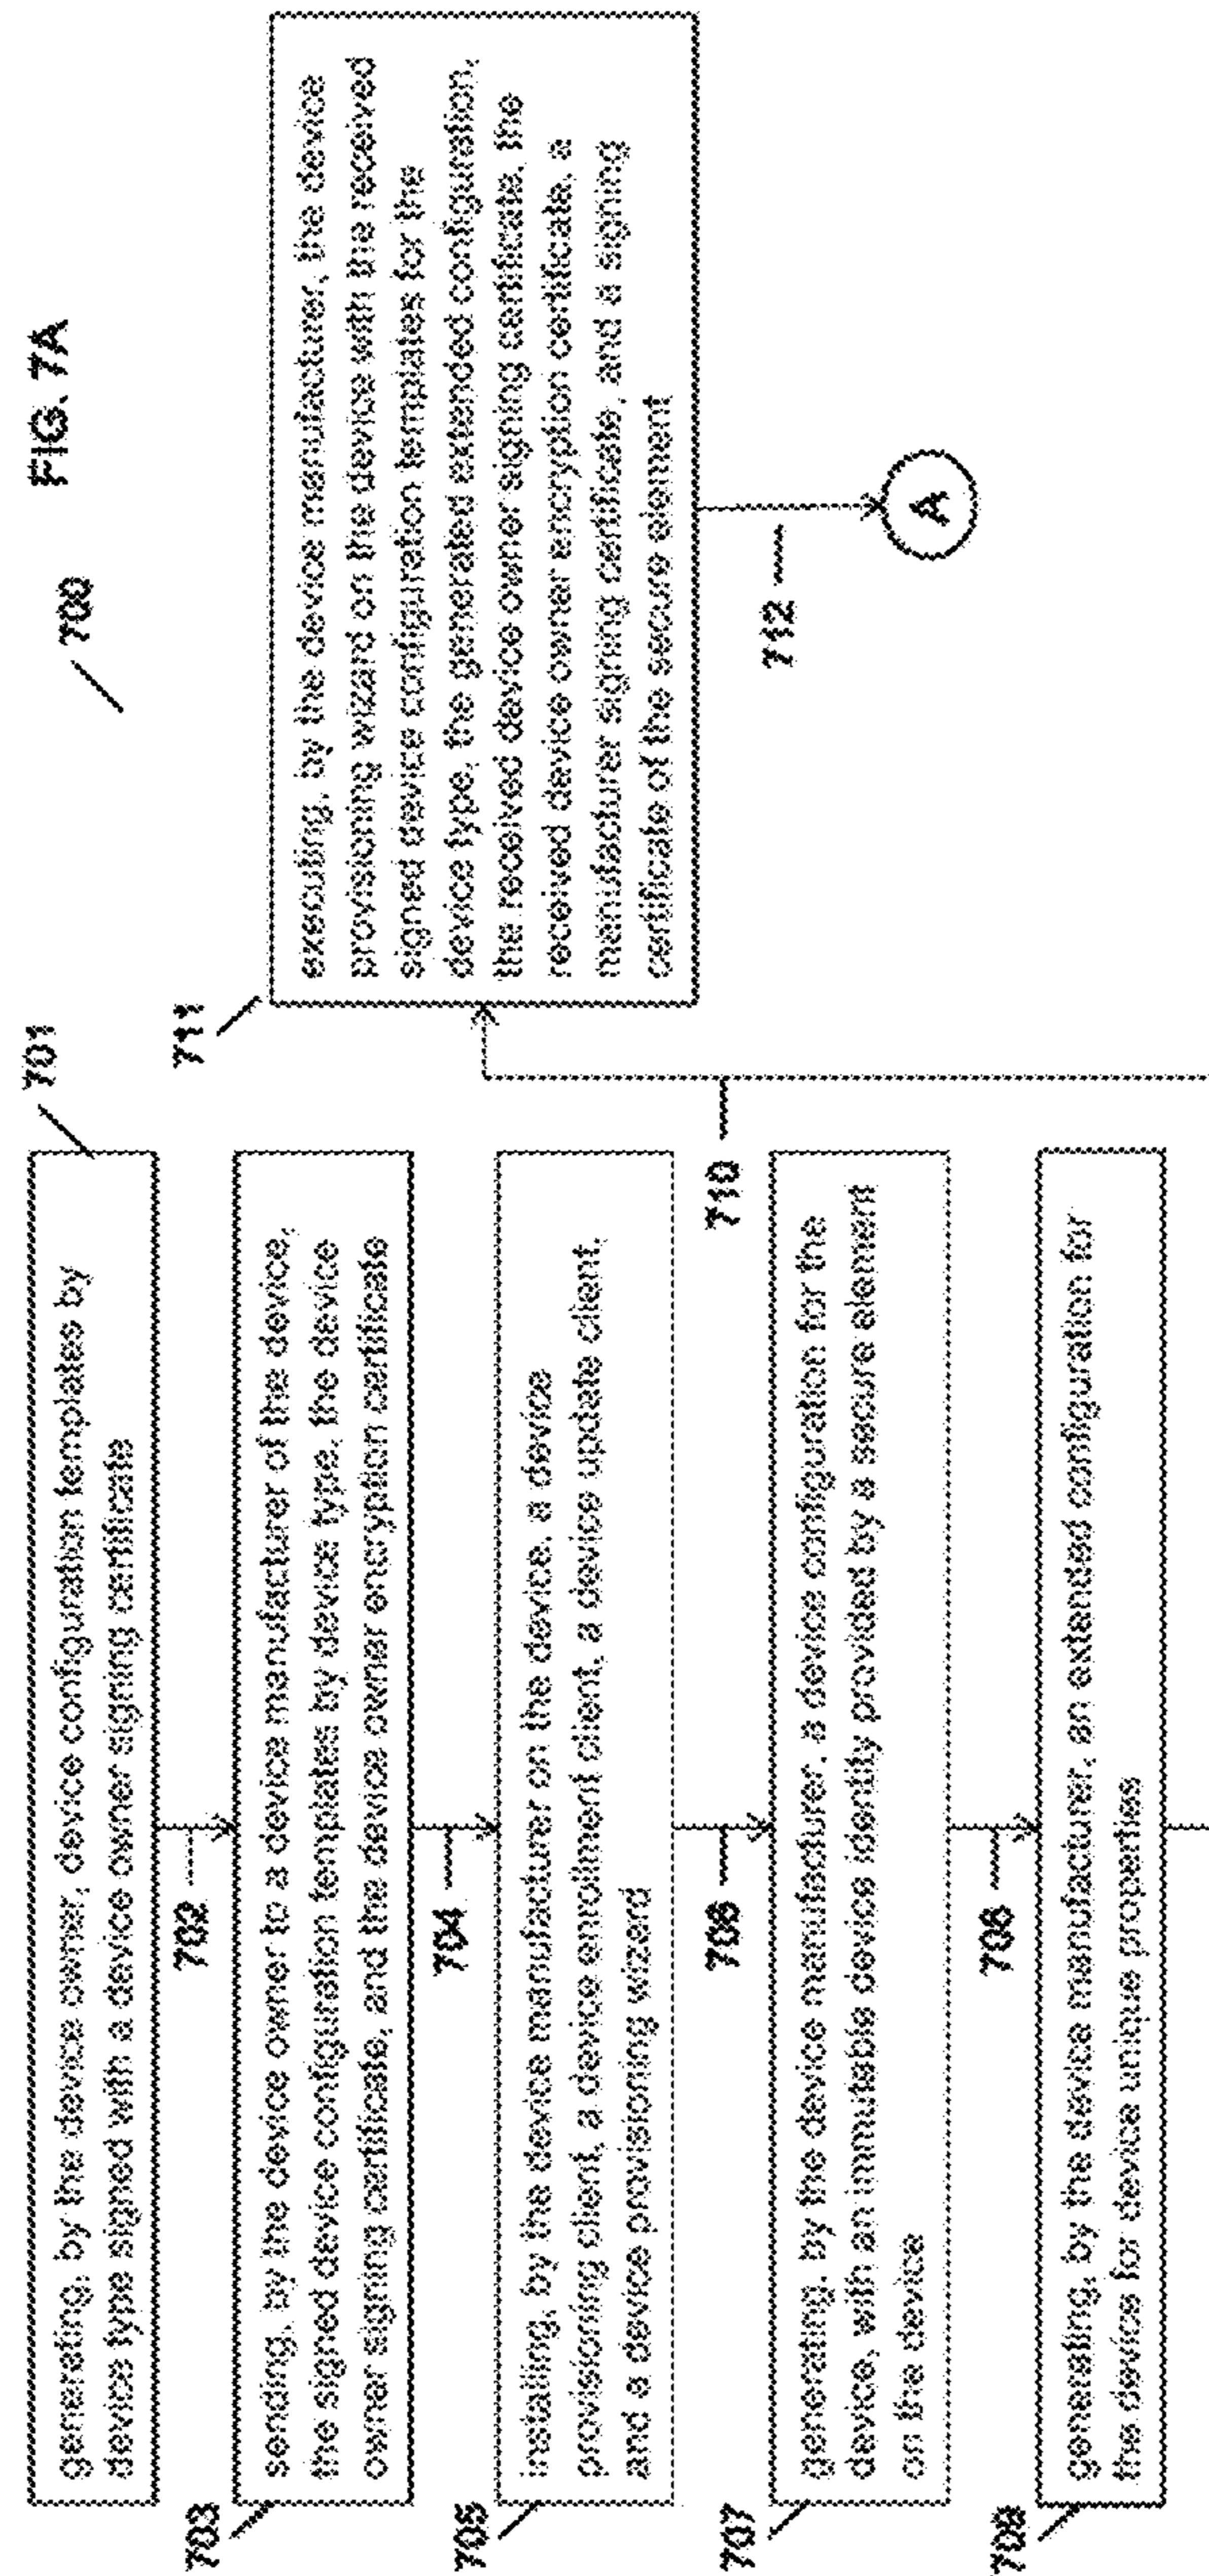 FIG. 7A
700
701
generating, by the device owner, device configuration templates by
device type signed with a device owner signing certificate
702
703
sending, by the device owner to a device manufacturer of the device,
the signed device configuration templates by device type, the device
owner signing certificate, and the device owner encryption certificate
704
705
installing, by the device manufacturer on the device, a device
provisioning client, a device enrollment client, a device update client,
and a device provisioning wizard
706
707
generating, by the device manufacturer, a device configuration for the
device, with an immutable device identity provided by a secure element
on the device
708
709
generating, by the device manufacturer, an extended configuration for
the device for device unique properties
710
711
executing, by the device manufacturer, the device
provisioning wizard on the device with the received
signed device configuration templates for the
device type, the generated extended configuration,
the received device owner signing certificate, the
received device owner encryption certificate, a
manufacturer signing certificate, and a signing
certificate of the secure element
712
A